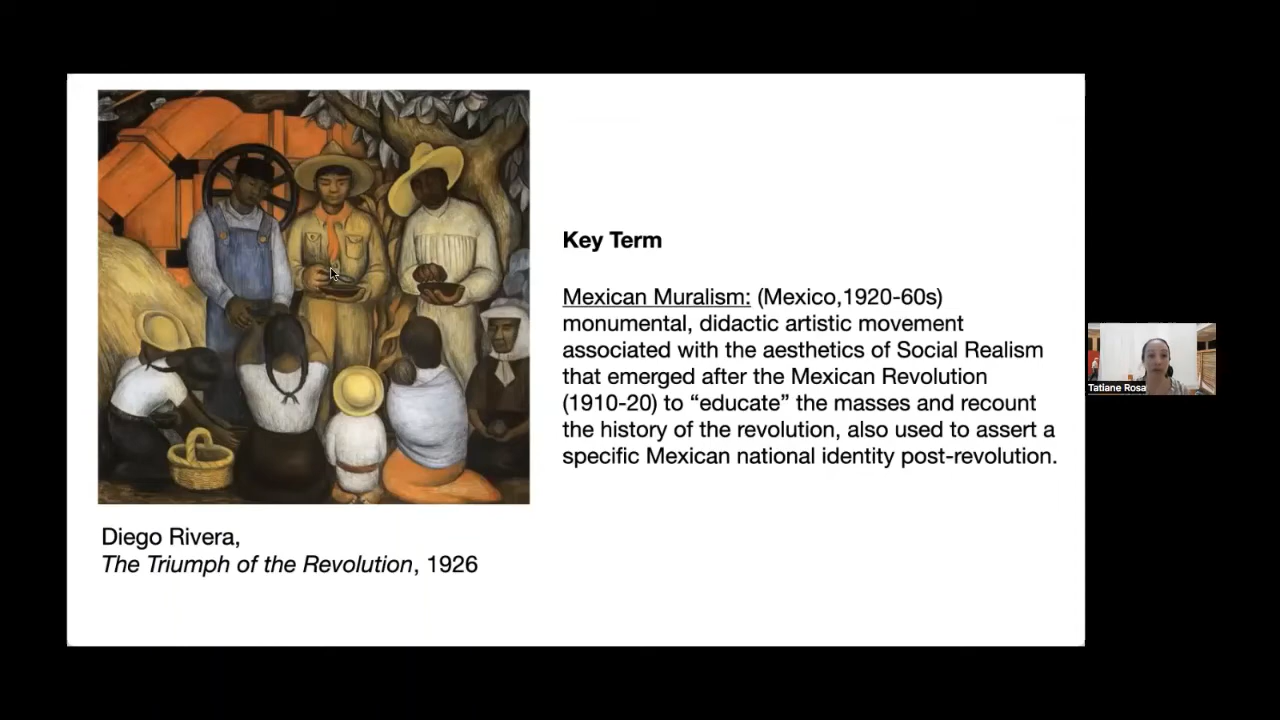 Key Term
Mexican Muralism: (Mexico,1920-60s)
monumental, didactic artistic movement
associated with the aesthetics of Social Realism
that emerged after the Mexican Revolution
(1910-20) to “educate” the masses and recount
the history of the revolution, also used to assert a
specific Mexican national identity post-revolution.
Diego Rivera,
The Triumph of the Revolution, 1926
Tatiane Rosa